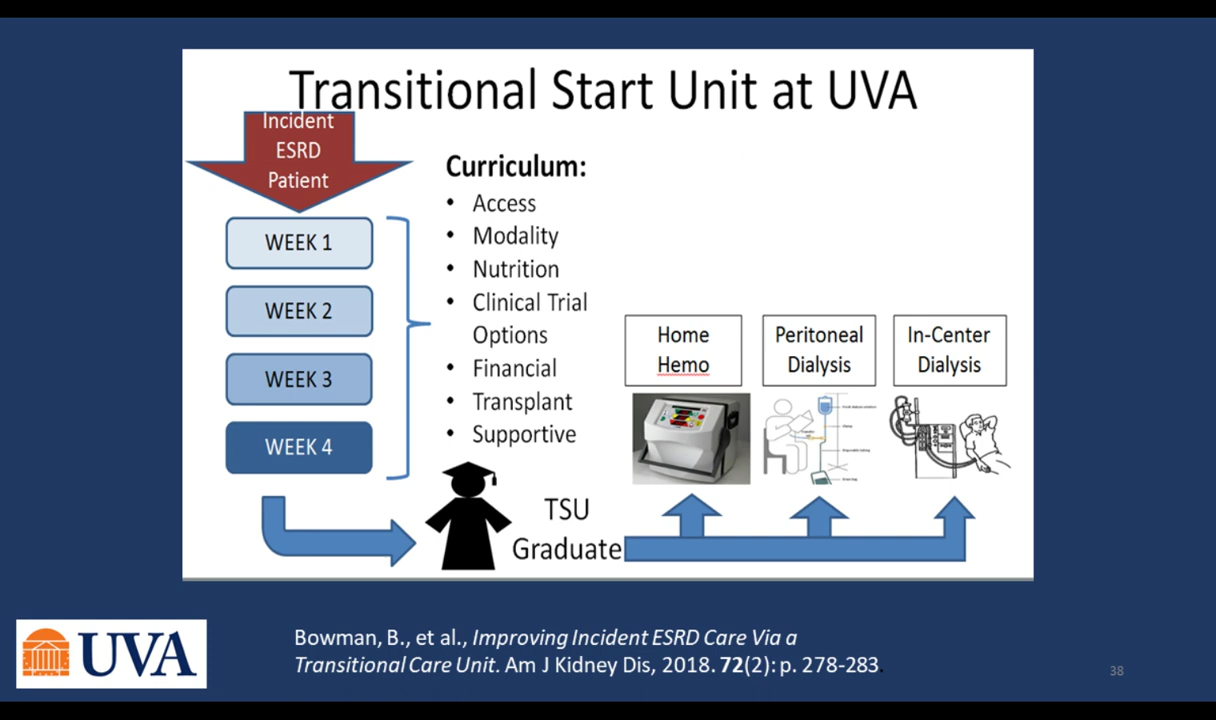 Transitional Start Unit at UVA
Incident
ESRD
Patient
WEEK 1
WEEK 2
WEEK 3
WEEK 4
Curriculum:
• Access
• Modality
• Nutrition
• Clinical Trial
Options
• Financial
• Transplant
• Supportive
TSU
Graduate
Home
Hemo
Peritoneal
Dialysis
In-Center
Dialysis
UVA
Bowman, B., et al., Improving Incident ESRD Care Via a
Transitional Care Unit. Am J Kidney Dis, 2018. 72(2): p. 278-283.
38